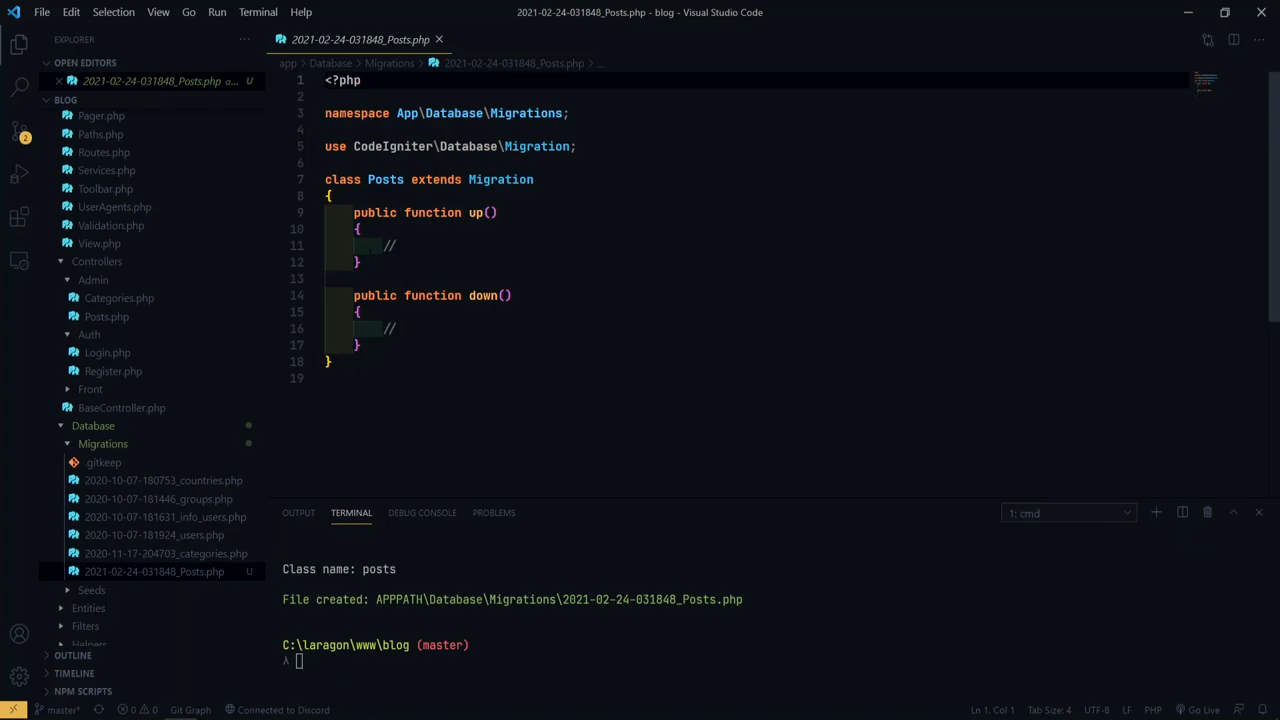 File Edit Selection View Go Run Terminal Help
2021-02-24-031848_Posts.php - blog - Visual Studio Code
EXPLORER
OPEN EDITORS
2021-02-24-031848_Posts.php a... U
BLOG
Pager.php
Paths.php
Routes.php
Services.php
Toolbar.php
UserAgents.php
Validation.php
View.php
Controllers
Admin
Categories.php
Posts.php
Auth
Login.php
Register.php
Front
BaseController.php
Database
Migrations
.gitkeep
2020-10-07-180753_countries.php
2020-10-07-181446_groups.php
2020-10-07-181631_info_users.php
2020-10-07-181924_users.php
2020-11-17-204703_categories.php
2021-02-24-031848_Posts.php U
Seeds
Entities
Filters
Helpers
OUTLINE
TIMELINE
NPM SCRIPTS
2
2021-02-24-031848_Posts.php
app > Database > Migrations > 2021-02-24-031848_Posts.php > ...
1 <?php
2
3 namespace App\Database\Migrations;
4
5 use CodeIgniter\Database\Migration;
6
7 class Posts extends Migration
8 {
9 public function up()
10 {
11 //
12 }
13
14 public function down()
15 {
16 //
17 }
18 }
19
OUTPUT TERMINAL DEBUG CONSOLE PROBLEMS
1: cmd
Class name: posts
File created: APPPATH\Database\Migrations\2021-02-24-031848_Posts.php
C:\laragon\www\blog (master)
λ
master* 0 0 Git Graph Connected to Discord
Ln 1, Col 1 Tab Size: 4 UTF-8 LF PHP Go Live